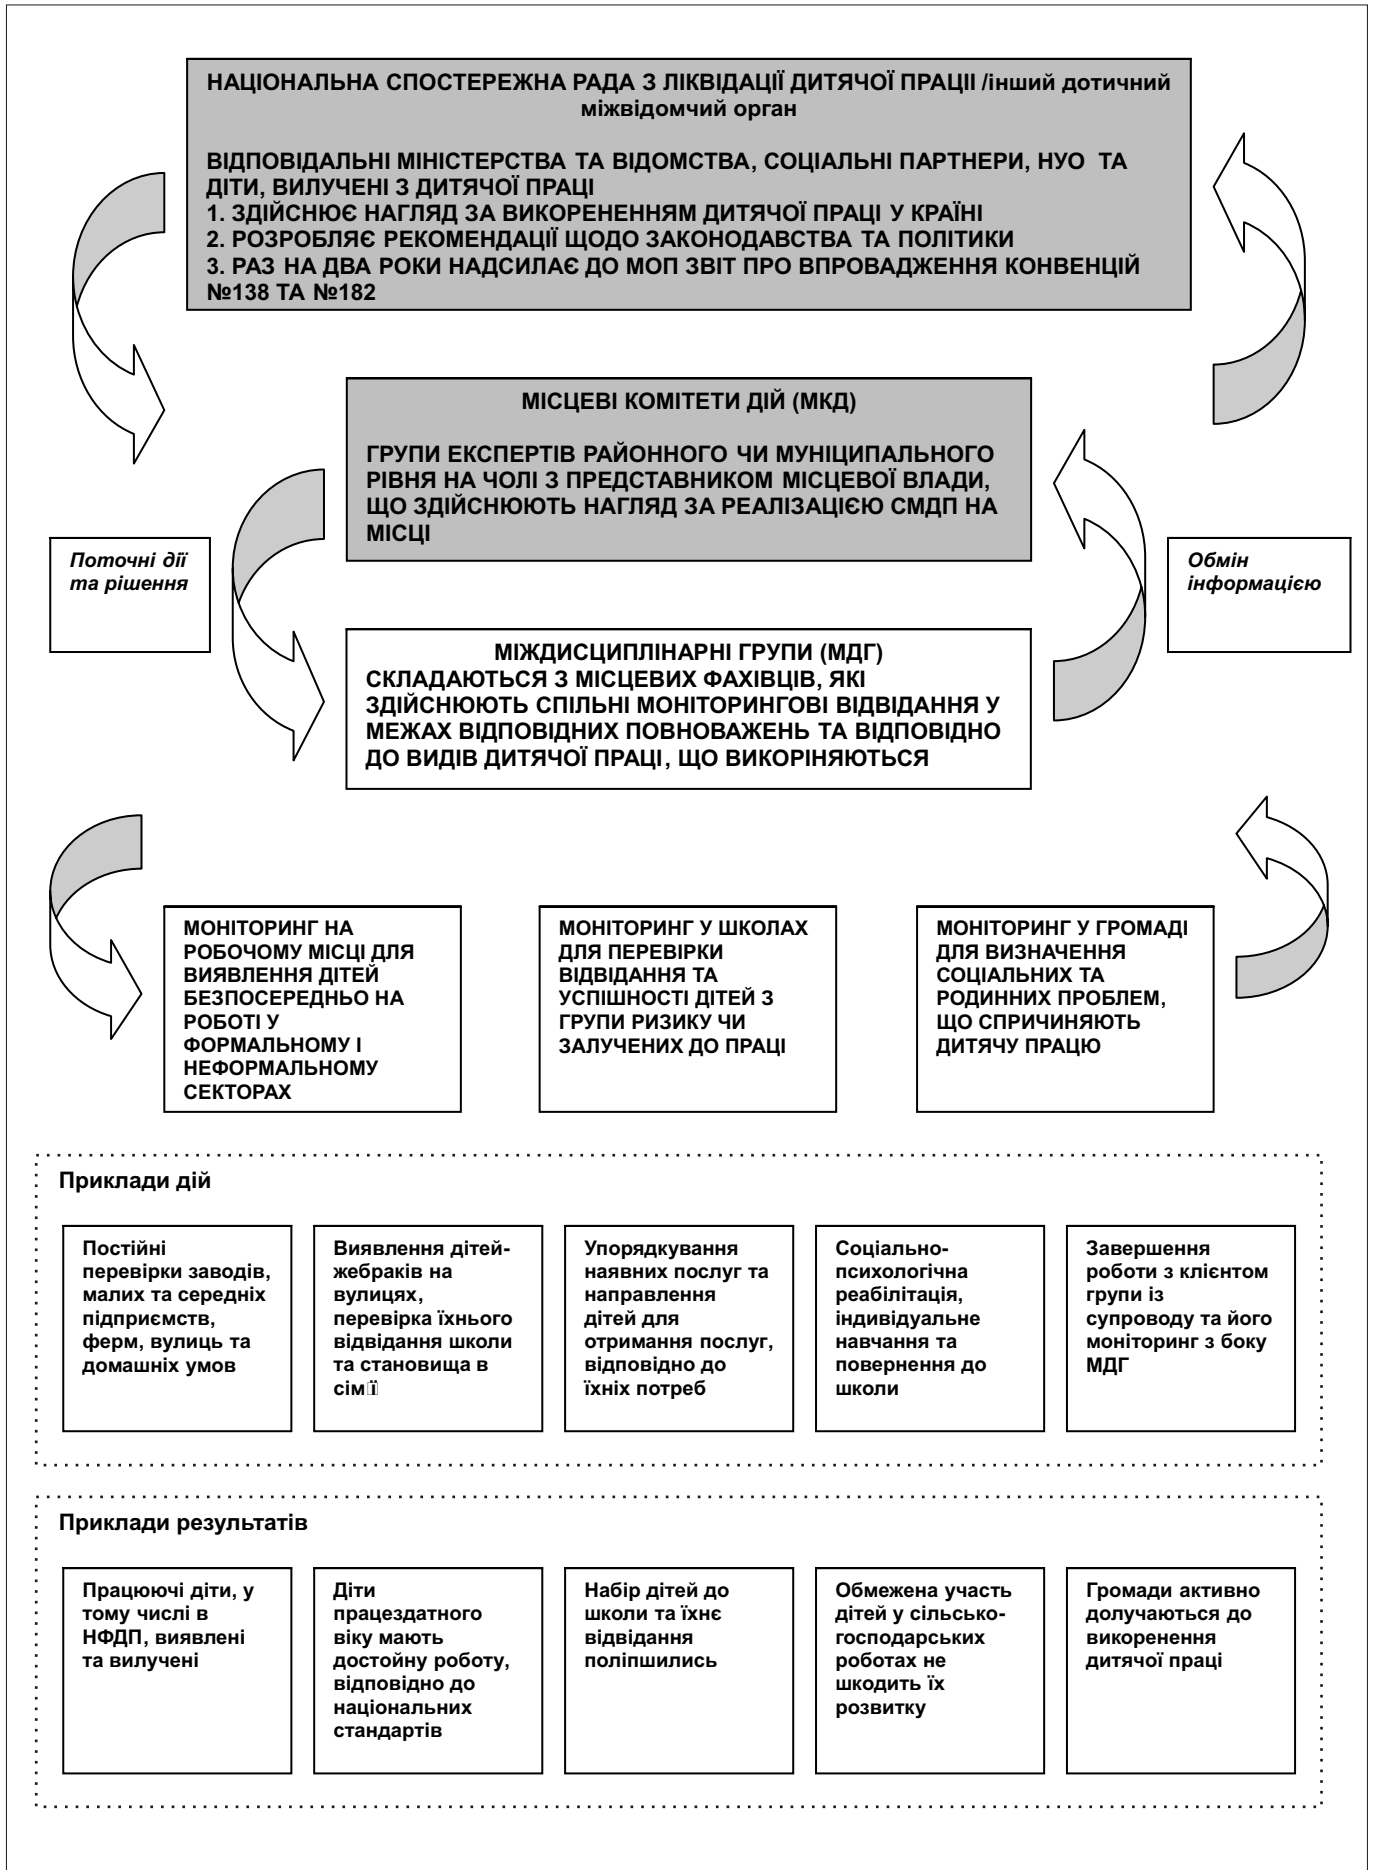 НАЦІОНАЛЬНА СПОСТЕРЕЖНА РАДА З ЛІКВІДАЦІЇ ДИТЯЧОЇ ПРАЦІІ /інший дотичний
міжвідомчий орган
ВІДПОВІДАЛЬНІ МІНІСТЕРСТВА ТА ВІДОМСТВА, СОЦІАЛЬНІ ПАРТНЕРИ, НУО ТА
ДІТИ, ВИЛУЧЕНІ З ДИТЯЧОЇ ПРАЦІ
1. ЗДІЙСНЮЄ НАГЛЯД ЗА ВИКОРЕНЕННЯМ ДИТЯЧОЇ ПРАЦІ У КРАЇНІ
2. РОЗРОБЛЯЄ РЕКОМЕНДАЦІЇ ЩОДО ЗАКОНОДАВСТВА ТА ПОЛІТИКИ
3. РАЗ НА ДВА РОКИ НАДСИЛАЄ ДО МОП ЗВІТ ПРО ВПРОВАДЖЕННЯ КОНВЕНЦІЙ
№138 ТА №182
МІСЦЕВІ КОМІТЕТИ ДІЙ (МКД)
ГРУПИ ЕКСПЕРТІВ РАЙОННОГО ЧИ МУНІЦИПАЛЬНОГО
РІВНЯ НА ЧОЛІ З ПРЕДСТАВНИКОМ МІСЦЕВОЇ ВЛАДИ,
ЩО ЗДІЙСНЮЮТЬ НАГЛЯД ЗА РЕАЛІЗАЦІЄЮ СМДП НА
МІСЦІ
Поточні дії
та рішення
Обмін
інформацією
МІЖДИСЦИПЛІНАРНІ ГРУПИ (МДГ)
СКЛАДАЮТЬСЯ З МІСЦЕВИХ ФАХІВЦІВ, ЯКІ
ЗДІЙСНЮЮТЬ СПІЛЬНІ МОНІТОРИНГОВІ ВІДВІДАННЯ У
МЕЖАХ ВІДПОВІДНИХ ПОВНОВАЖЕНЬ ТА ВІДПОВІДНО
ДО ВИДІВ ДИТЯЧОЇ ПРАЦІ, ЩО ВИКОРІНЯЮТЬСЯ
МОНІТОРИНГ НА
РОБОЧОМУ МІСЦІ ДЛЯ
ВИЯВЛЕННЯ ДІТЕЙ
БЕЗПОСЕРЕДНЬО НА
РОБОТІ У
ФОРМАЛЬНОМУ І
НЕФОРМАЛЬНОМУ
СЕКТОРАХ
МОНІТОРИНГ У ШКОЛАХ
ДЛЯ ПЕРЕВІРКИ
ВІДВІДАННЯ ТА
УСПІШНОСТІ ДІТЕЙ З
ГРУПИ РИЗИКУ ЧИ
ЗАЛУЧЕНИХ ДО ПРАЦІ
МОНІТОРИНГ У ГРОМАДІ
ДЛЯ ВИЗНАЧЕННЯ
СОЦІАЛЬНИХ ТА
РОДИННИХ ПРОБЛЕМ,
ЩО СПРИЧИНЯЮТЬ
ДИТЯЧУ ПРАЦЮ
Приклади дій
Постійні
перевірки заводів,
малих та середніх
підприємств,
ферм, вулиць та
домашніх умов
Виявлення дітей-
жебраків на
вулицях,
перевірка їхнього
відвідання школи
та становища в
сім▯ї
Упорядкування
наявних послуг та
направлення
дітей для
отримання послуг,
відповідно до
їхніх потреб
Соціально-
психологічна
реабілітація,
індивідуальне
навчання та
повернення до
школи
Завершення
роботи з клієнтом
групи із
супроводу та його
моніторинг з боку
МДГ
Приклади результатів
Працюючі діти, у
тому числі в
НФДП, виявлені
та вилучені
Діти
працездатного
віку мають
достойну роботу,
відповідно до
національних
стандартів
Набір дітей до
школи та їхнє
відвідання
поліпшились
Обмежена участь
дітей у сільсько-
господарських
роботах не
шкодить їх
розвитку
Громади активно
долучаються до
викоренення
дитячої праці